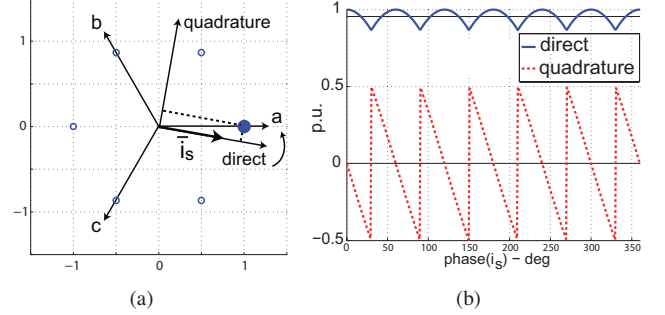 1
0
−1
−1
0
1
b
quadrature
a
i̅s
direct
c
(a)
1
0.5
0
−0.5
p.u.
direct
quadrature
0
50
100
150
200
250
300
350
phase(is) − deg
(b)